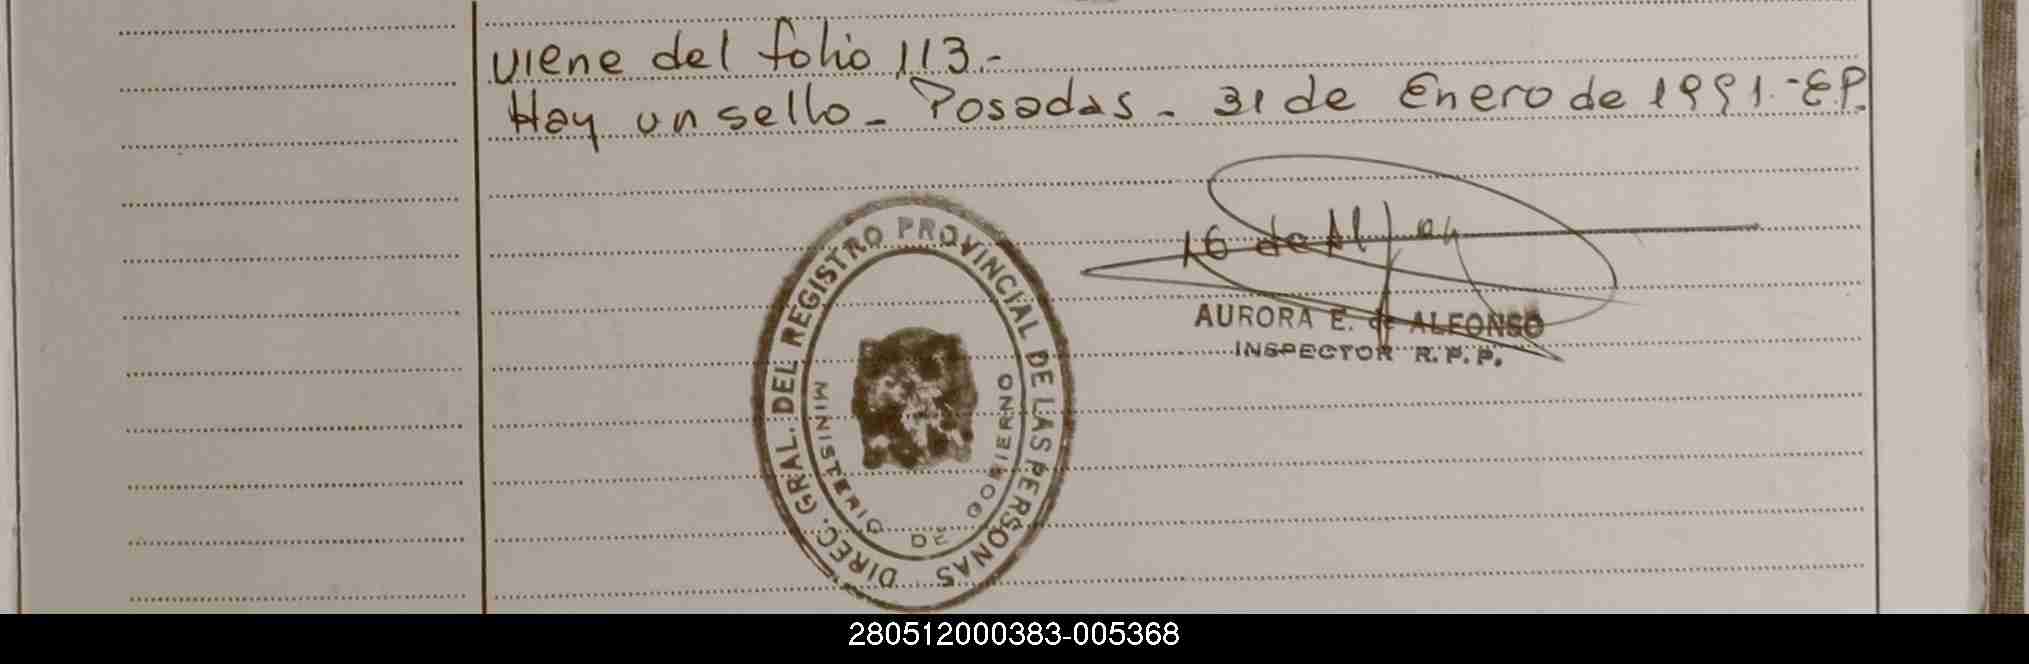 viene del folio 113.-
Hay un sello - Posadas - 31 de Enero de 1991.- E.P.
DIREC. GRAL. DEL REGISTRO PROVINCIAL DE LAS PERSONAS
MINISTERIO DE GOBIERNO
AURORA E. de ALFONSO
INSPECTOR R.P.P.
280512000383-005368